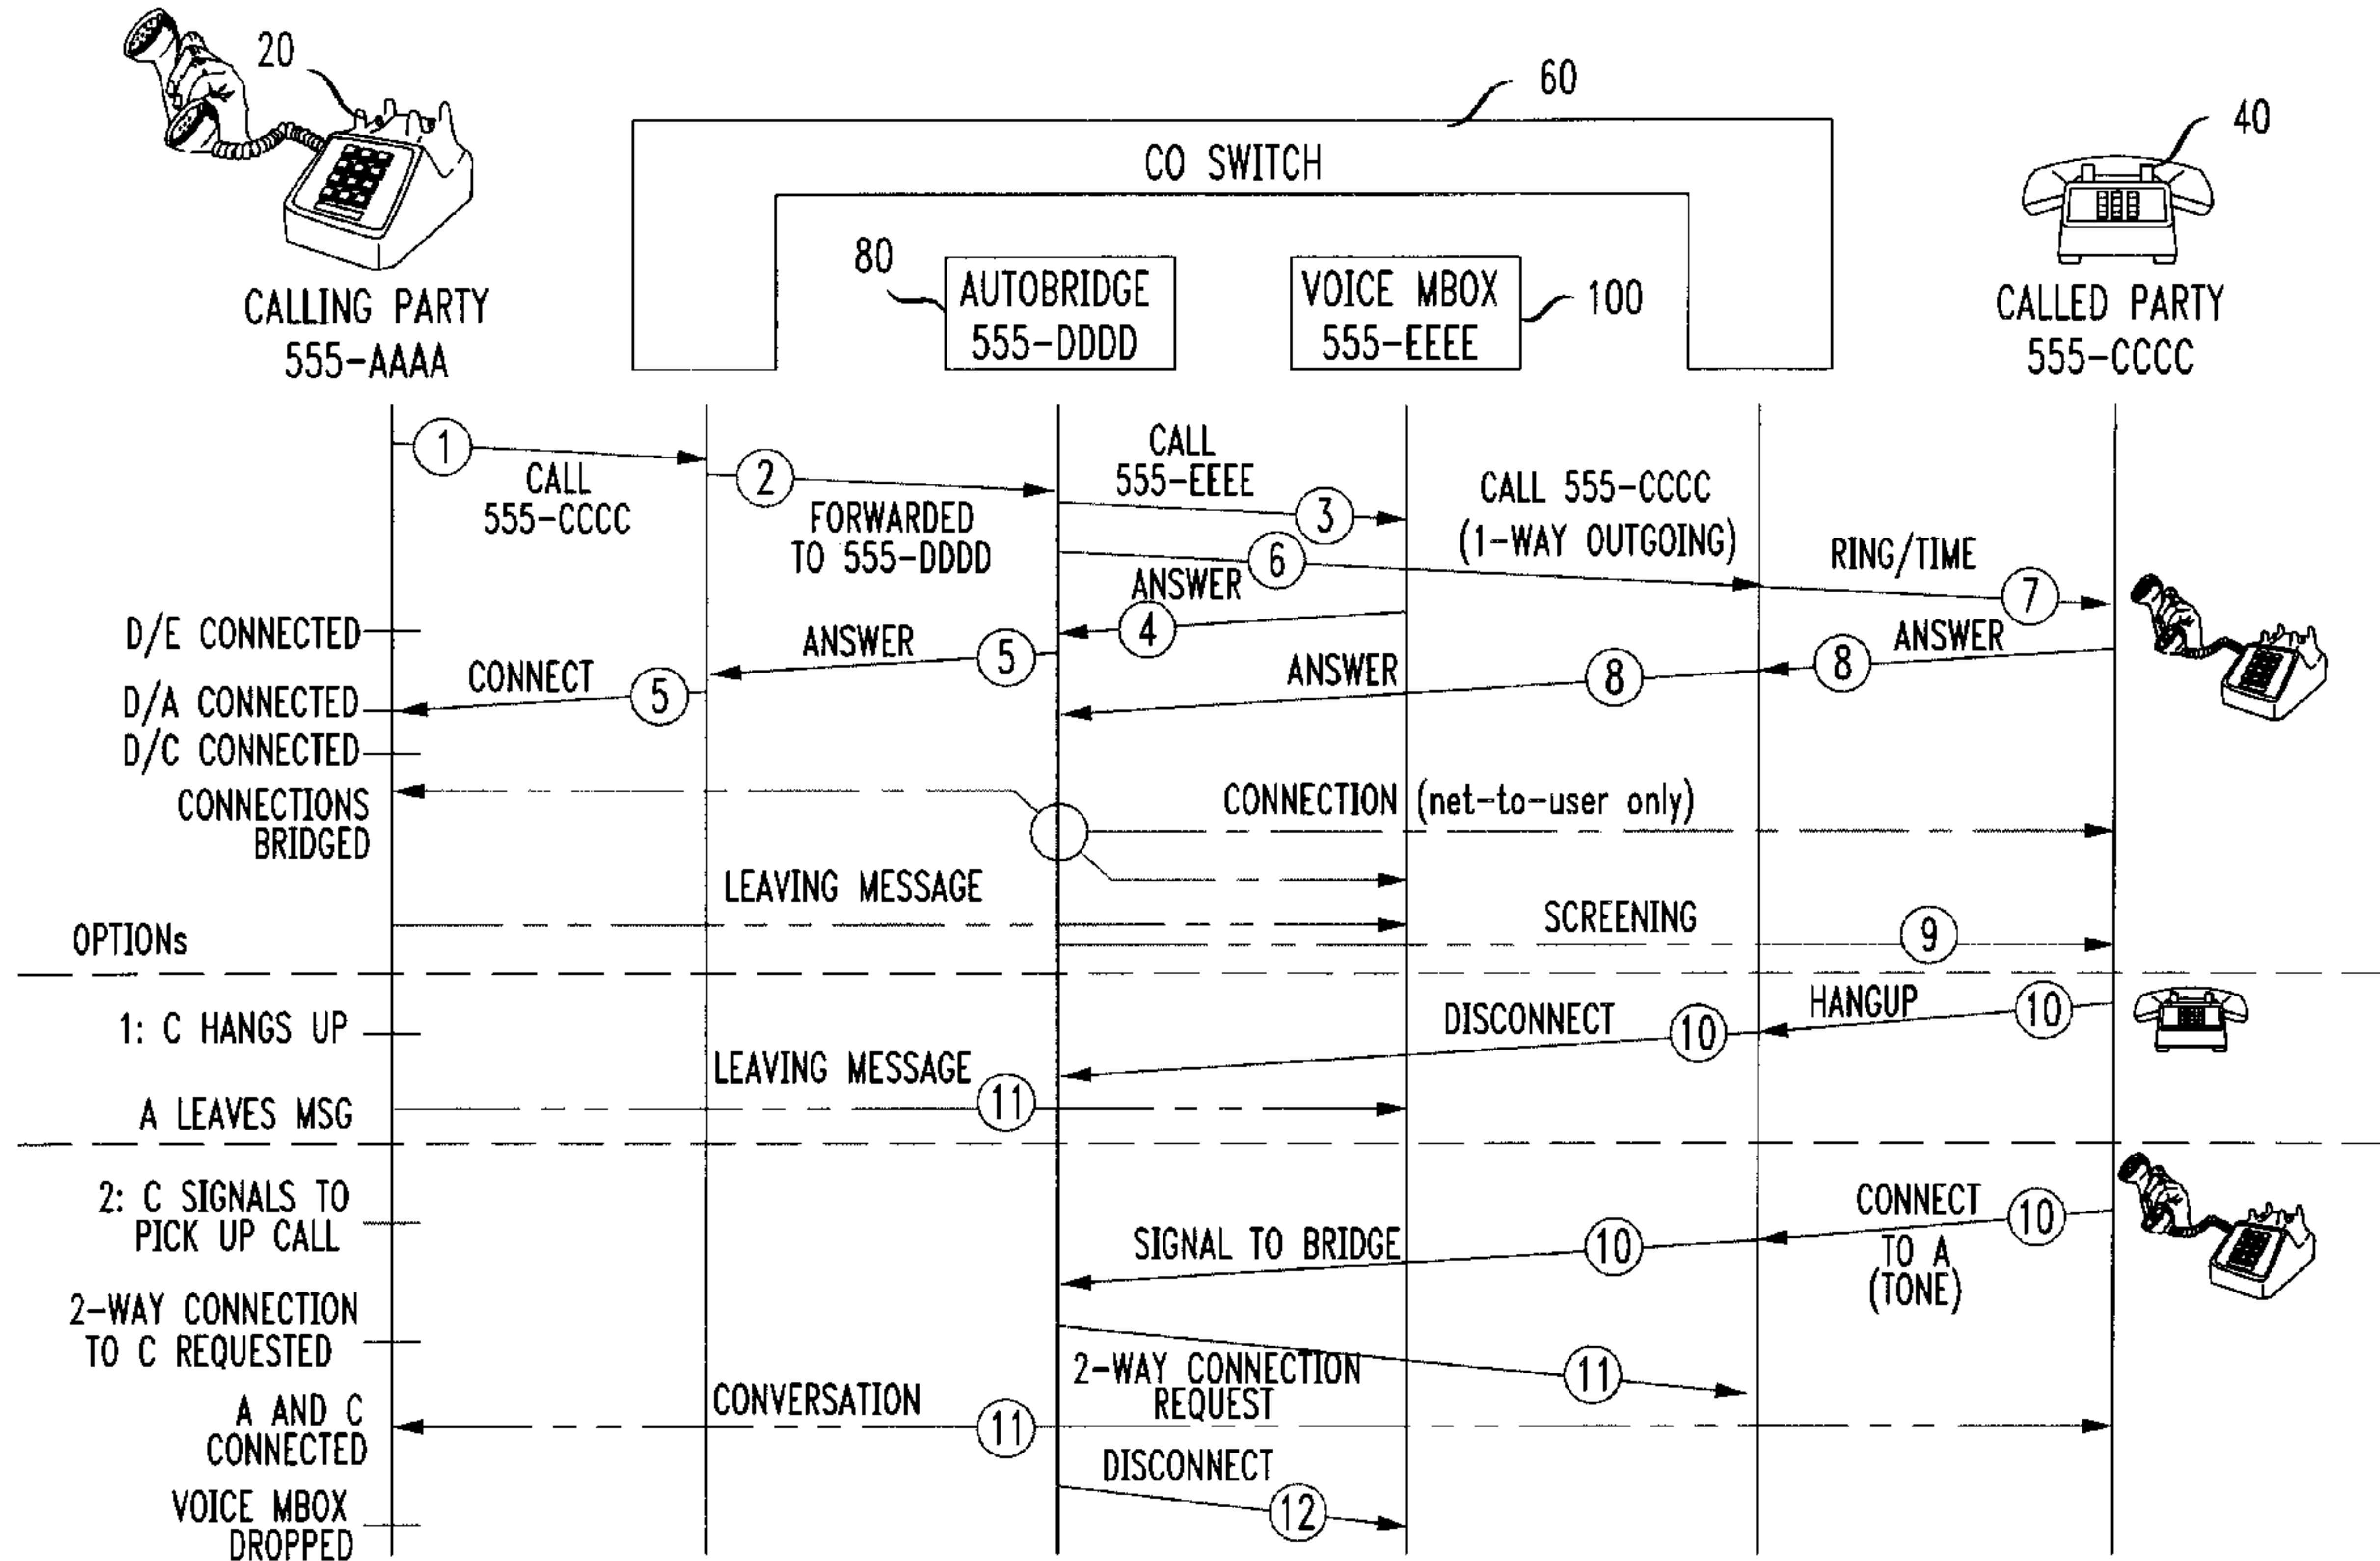 20
60
40
CO SWITCH
80
AUTOBRIDGE
555-DDDD
VOICE MBOX
555-EEEE
100
CALLING PARTY
555-AAAA
CALLED PARTY
555-CCCC
1
CALL
555-CCCC
2
FORWARDED
TO 555-DDDD
CALL
555-EEEE
3
CALL 555-CCCC
(1-WAY OUTGOING)
6
RING/TIME
7
D/E CONNECTED
ANSWER
4
ANSWER
5
CONNECT
5
ANSWER
8
ANSWER
8
D/A CONNECTED
D/C CONNECTED
CONNECTIONS
BRIDGED
CONNECTION (net-to-user only)
LEAVING MESSAGE
SCREENING
9
OPTIONs
1: C HANGS UP
DISCONNECT
10
HANGUP
10
LEAVING MESSAGE
11
A LEAVES MSG
2: C SIGNALS TO
PICK UP CALL
SIGNAL TO BRIDGE
10
CONNECT
TO A
(TONE)
10
2-WAY CONNECTION
TO C REQUESTED
2-WAY CONNECTION
REQUEST
11
A AND C
CONNECTED
CONVERSATION
11
DISCONNECT
12
VOICE MBOX
DROPPED